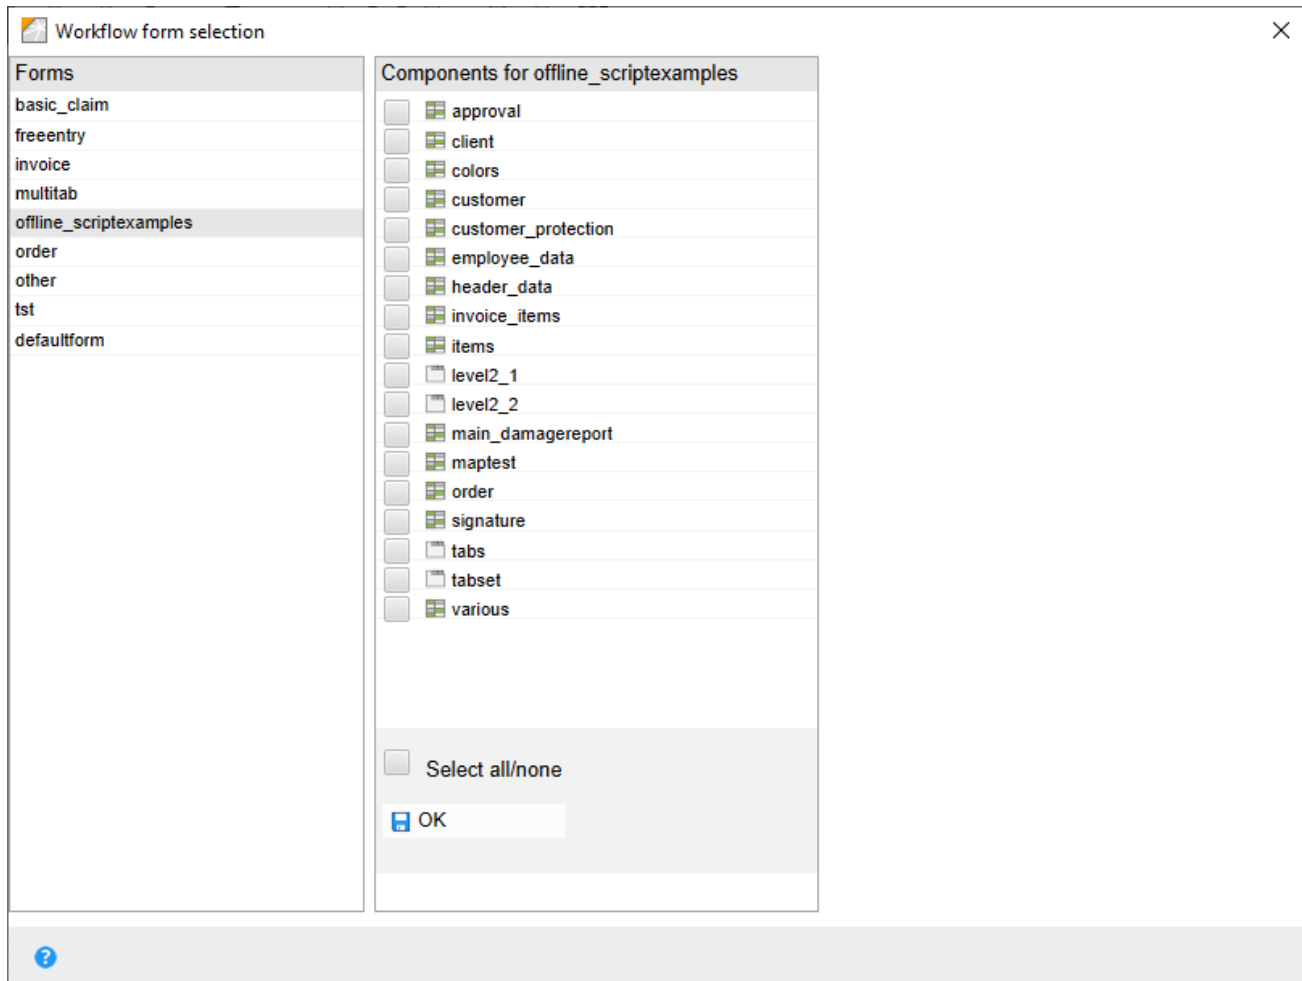 Workflow form selection
Forms
basic_claim
freeentry
invoice
multitab
offline_scriptexamples
order
other
tst
defaultform
Components for offline_scriptexamples
approval
client
colors
customer
customer_protection
employee_data
header_data
invoice_items
items
level2_1
level2_2
main_damagereport
maptest
order
signature
tabs
tabset
various
Select all/none
OK
?